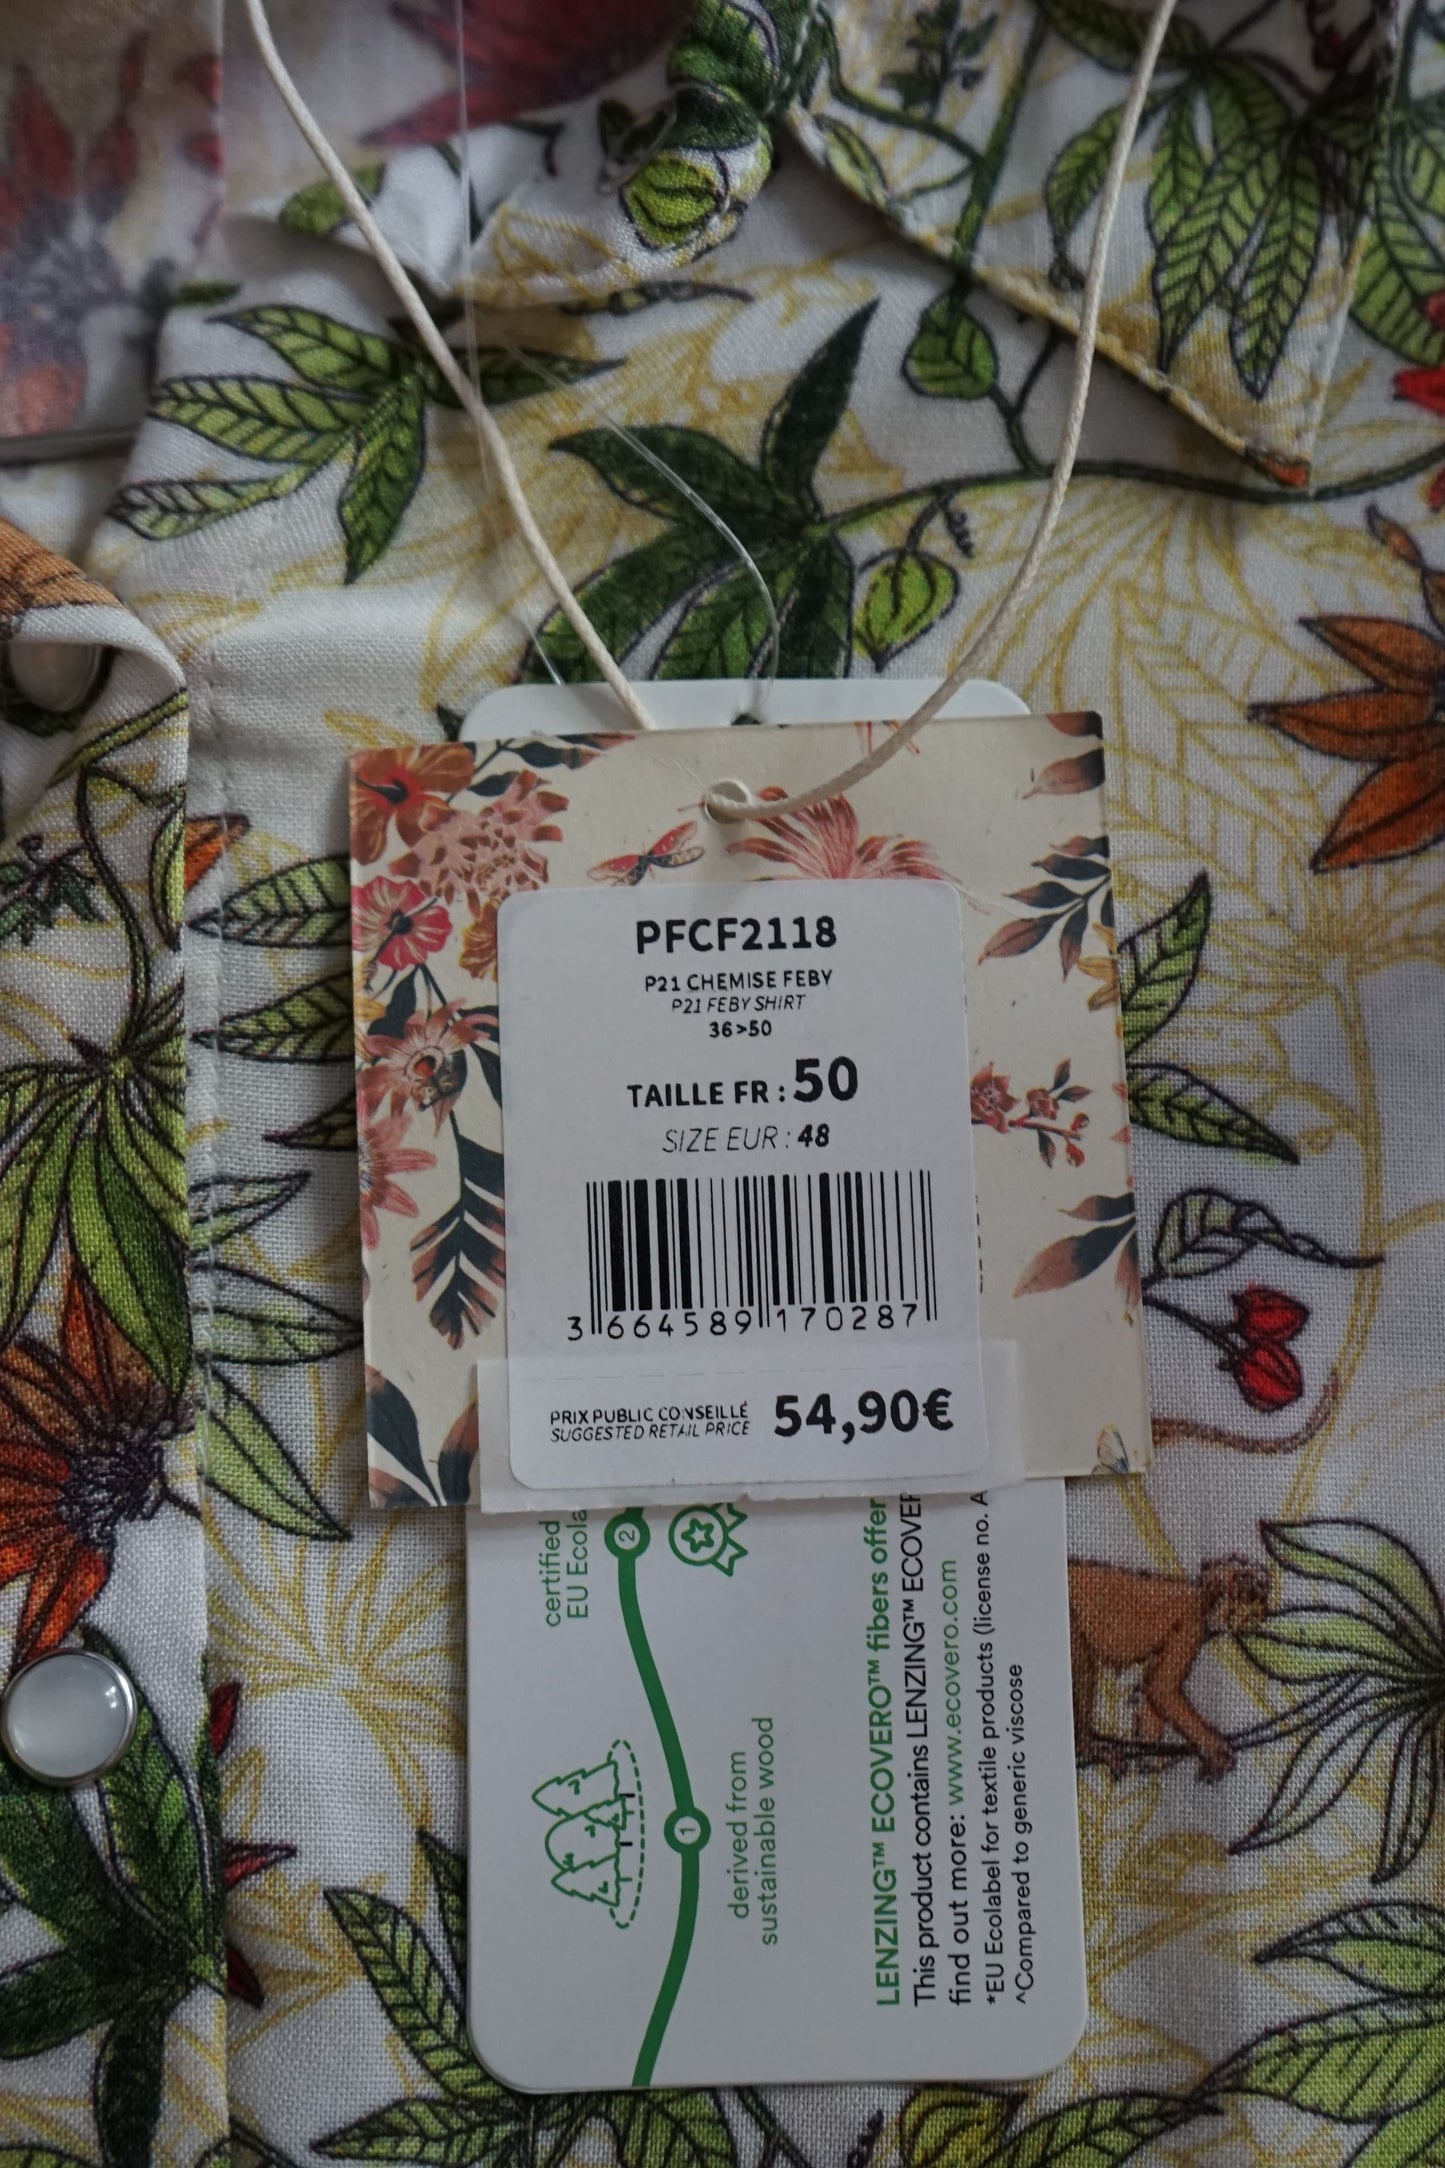 PFCF2118
P21 CHEMISE FEBY
P21 FEBY SHIRT
36>50
TAILLE FR : 50
SIZE EUR : 48
3 664589 170287
PRIX PUBLIC CONSEILLÉ
SUGGESTED RETAIL PRICE
54,90€
certified
EU Ecola
2
1
derived from
sustainable wood
LENZING™ ECOVERO™ fibers offer
This product contains LENZING™ ECOVER
find out more: www.ecovero.com
*EU Ecolabel for textile products (license no. A
^Compared to generic viscose